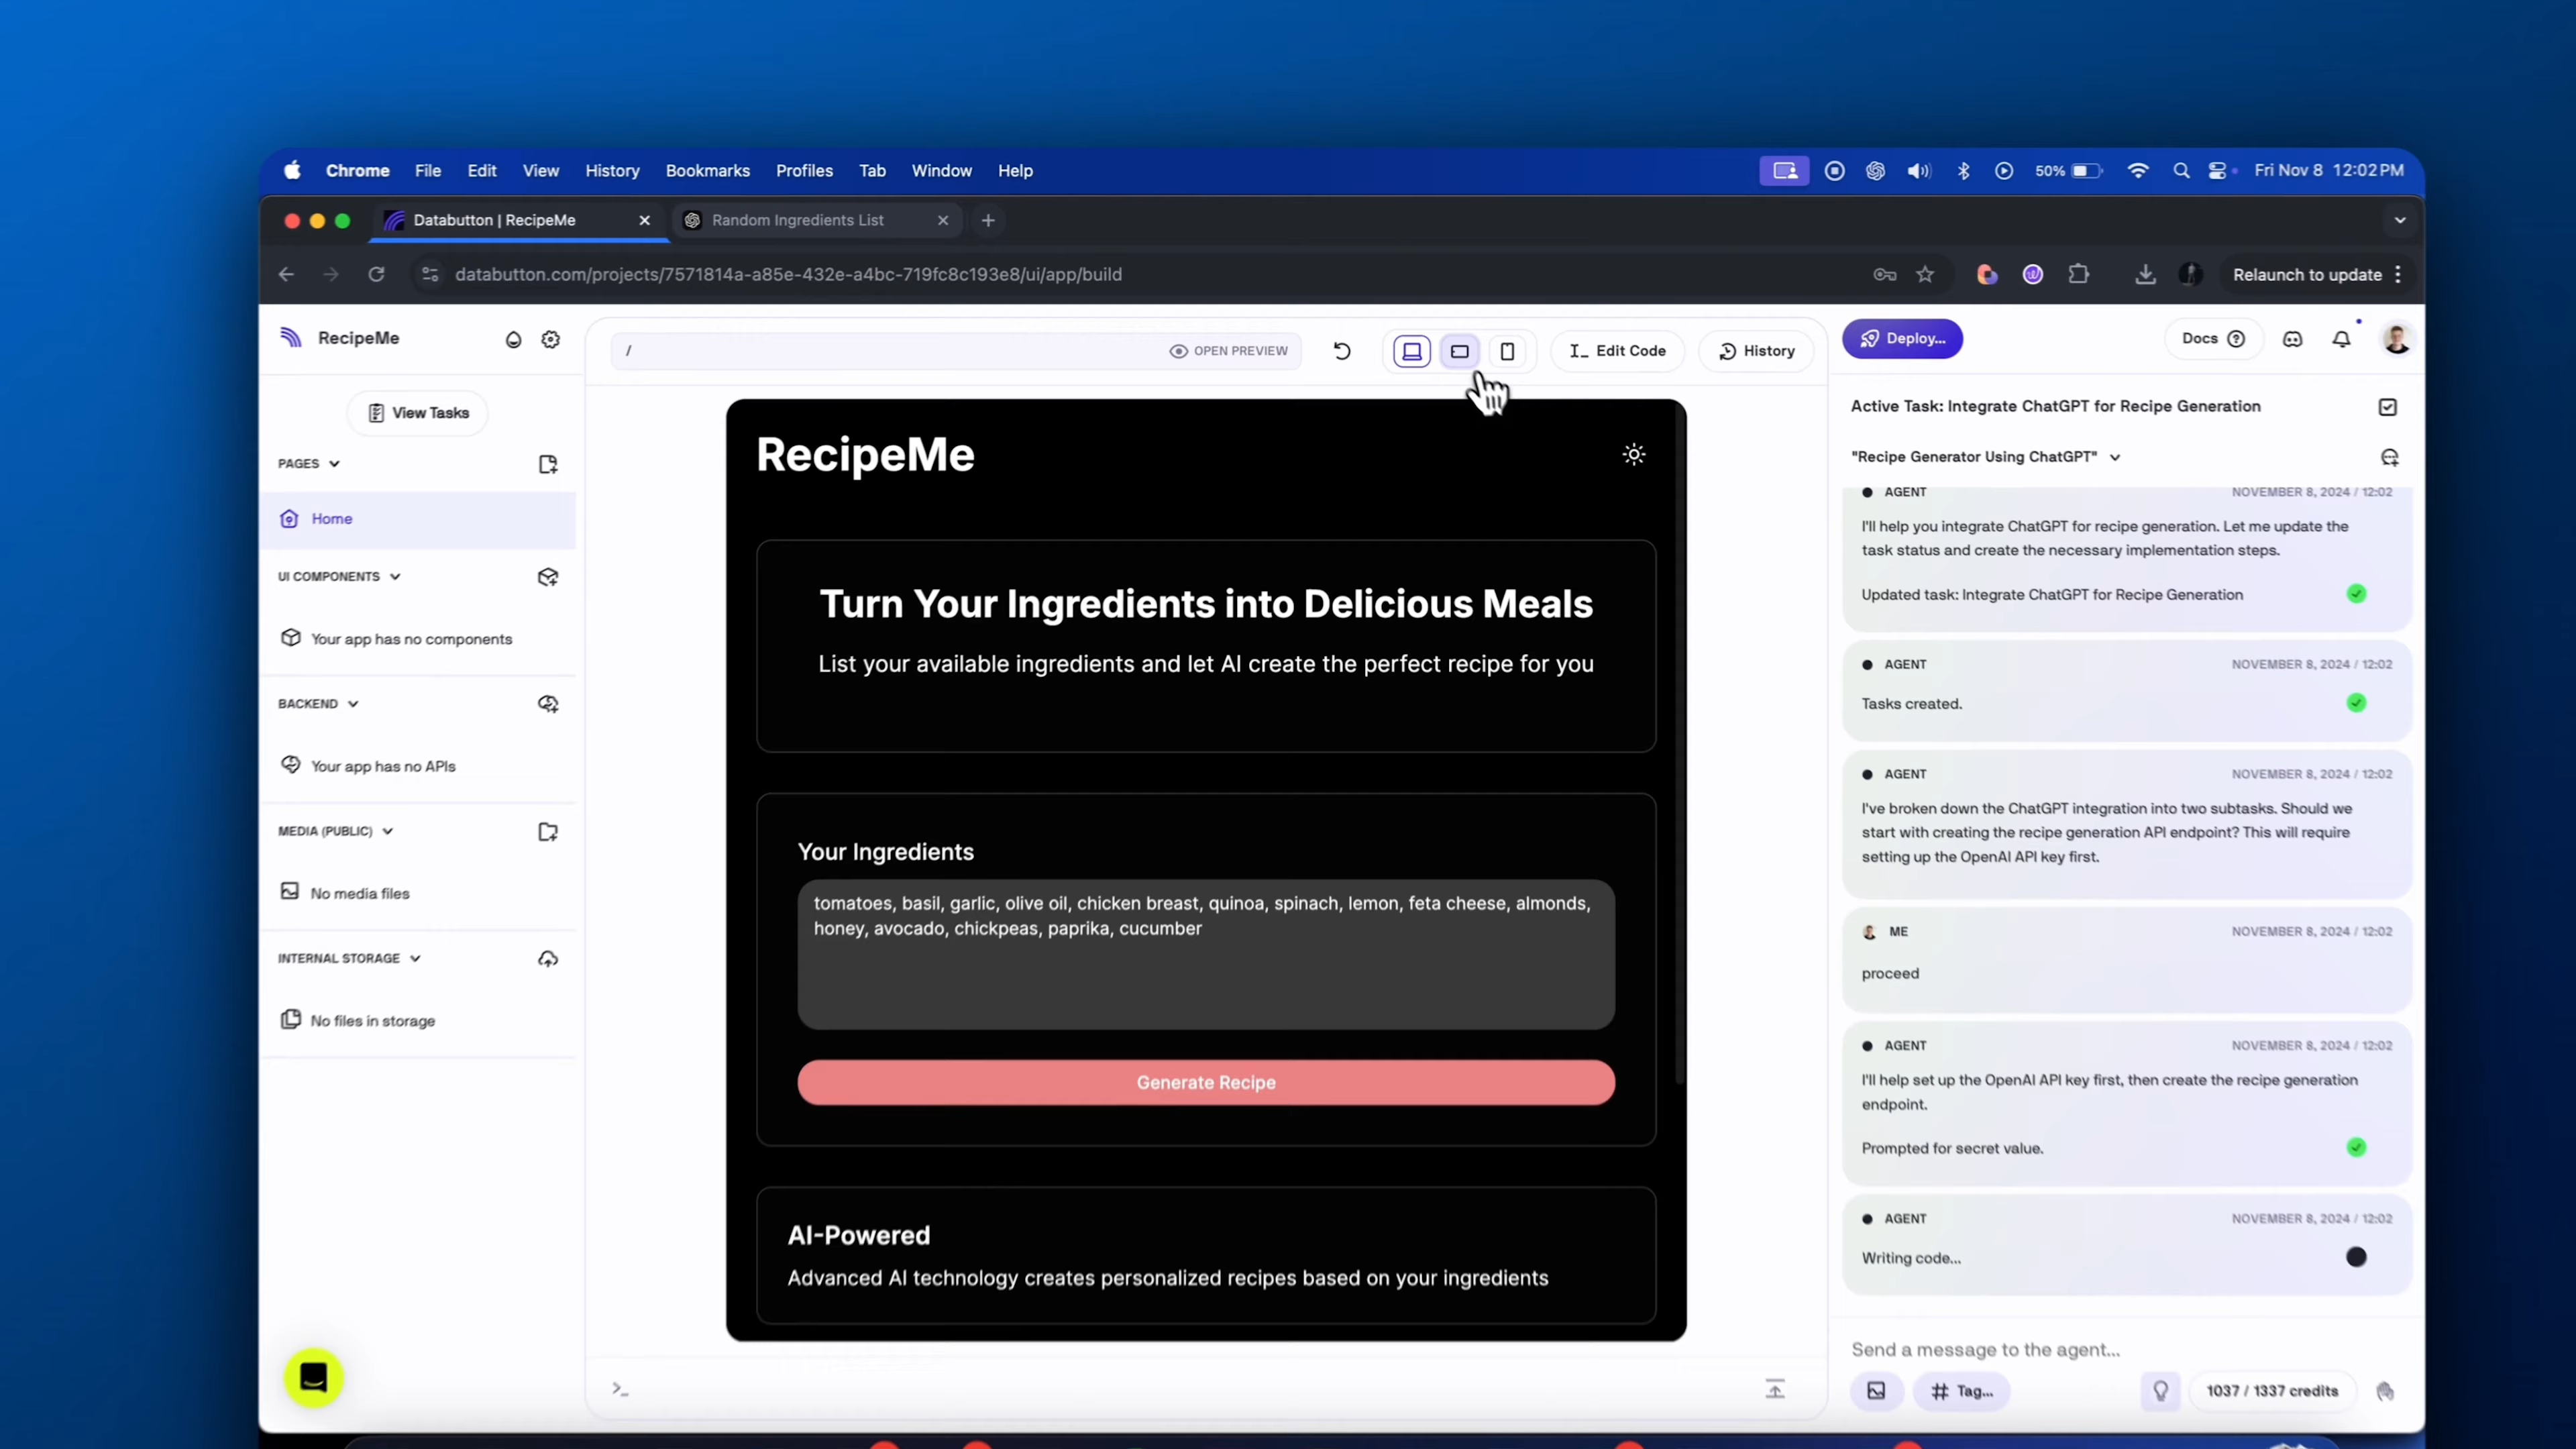 Chrome File Edit View History Bookmarks Profiles Tab Window Help
50% Fri Nov 8 12:02 PM
Databutton | RecipeMe
Random Ingredients List
databutton.com/projects/7571814a-a85e-432e-a4bc-719fc8c193e8/ui/app/build
Relaunch to update
RecipeMe
View Tasks
PAGES
Home
UI COMPONENTS
Your app has no components
BACKEND
Your app has no APIs
MEDIA (PUBLIC)
No media files
INTERNAL STORAGE
No files in storage
/
OPEN PREVIEW
Edit Code
History
RecipeMe
Turn Your Ingredients into Delicious Meals
List your available ingredients and let AI create the perfect recipe for you
Your Ingredients
tomatoes, basil, garlic, olive oil, chicken breast, quinoa, spinach, lemon, feta cheese, almonds,
honey, avocado, chickpeas, paprika, cucumber
Generate Recipe
AI-Powered
Advanced AI technology creates personalized recipes based on your ingredients
>_
Deploy...
Docs
Active Task: Integrate ChatGPT for Recipe Generation
"Recipe Generator Using ChatGPT"
AGENT NOVEMBER 8, 2024 / 12:02
I'll help you integrate ChatGPT for recipe generation. Let me update the
task status and create the necessary implementation steps.
Updated task: Integrate ChatGPT for Recipe Generation
AGENT NOVEMBER 8, 2024 / 12:02
Tasks created.
AGENT NOVEMBER 8, 2024 / 12:02
I've broken down the ChatGPT integration into two subtasks. Should we
start with creating the recipe generation API endpoint? This will require
setting up the OpenAI API key first.
ME NOVEMBER 8, 2024 / 12:02
proceed
AGENT NOVEMBER 8, 2024 / 12:02
I'll help set up the OpenAI API key first, then create the recipe generation
endpoint.
Prompted for secret value.
AGENT NOVEMBER 8, 2024 / 12:02
Writing code...
Send a message to the agent...
# Tag...
1037 / 1337 credits